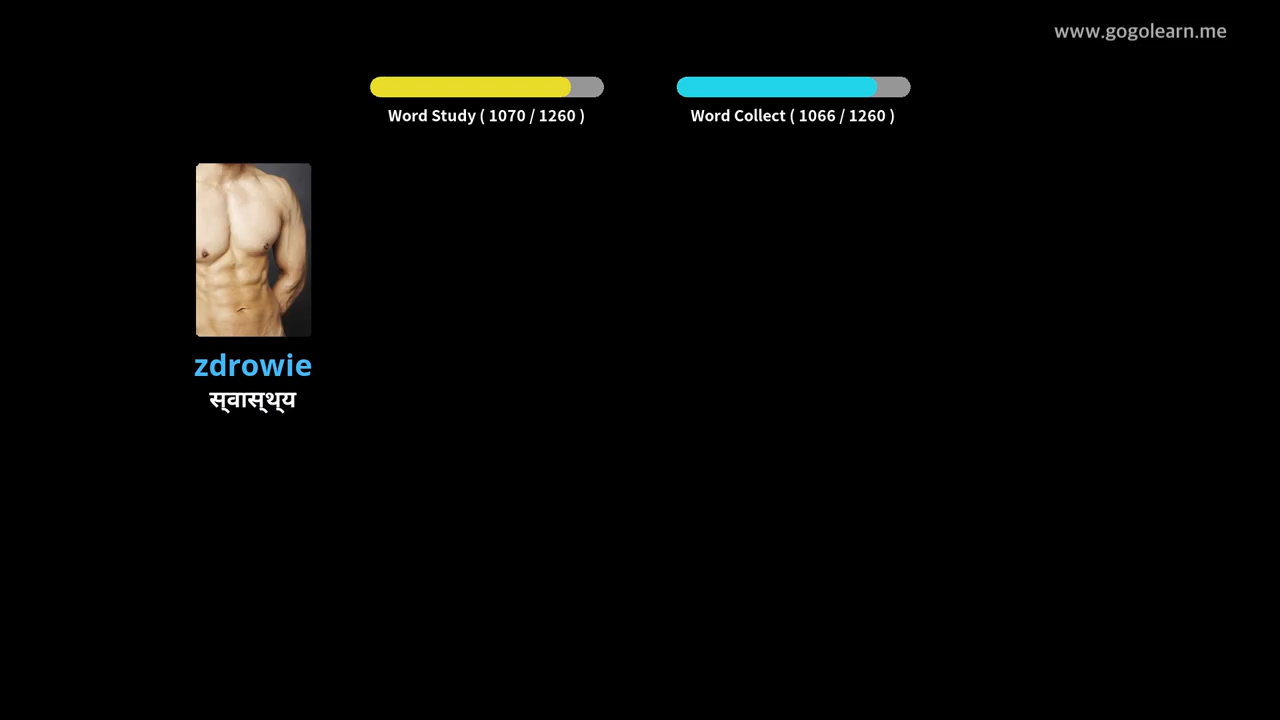 www.gogolearn.me
Word Study ( 1070 / 1260 )
Word Collect ( 1066 / 1260 )
zdrowie
स्वास्थ्य